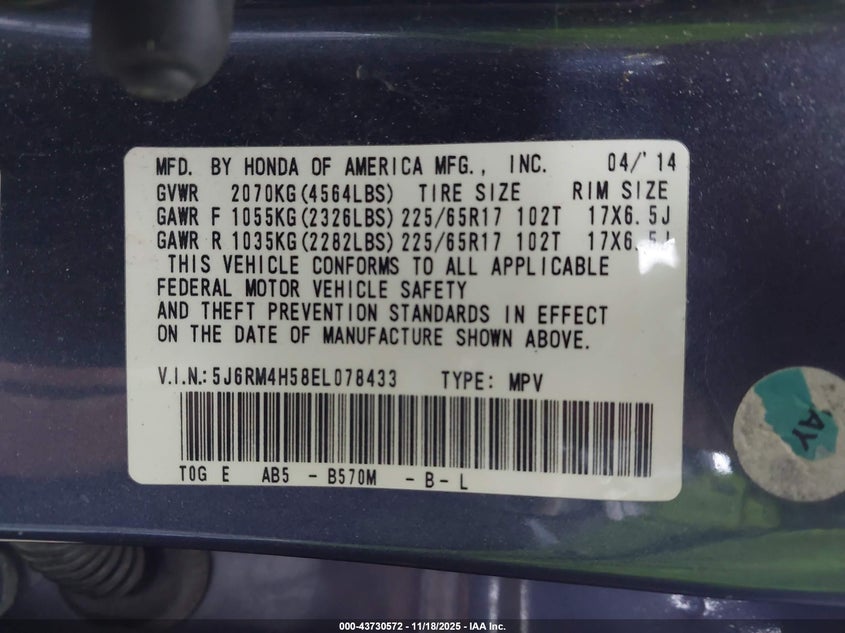 MFD. BY HONDA OF AMERICA MFG., INC. 04/'14
GVWR 2070KG(4564LBS) TIRE SIZE RIM SIZE
GAWR F 1055KG(2326LBS) 225/65R17 102T 17X6.5J
GAWR R 1035KG(2282LBS) 225/65R17 102T 17X6.5J
THIS VEHICLE CONFORMS TO ALL APPLICABLE
FEDERAL MOTOR VEHICLE SAFETY
AND THEFT PREVENTION STANDARDS IN EFFECT
ON THE DATE OF MANUFACTURE SHOWN ABOVE.
V.I.N.: 5J6RM4H58EL078433 TYPE: MPV
T0G E AB5 - B570M - B - L
AY
000-43730572 - 11/18/2025 - IAA Inc.